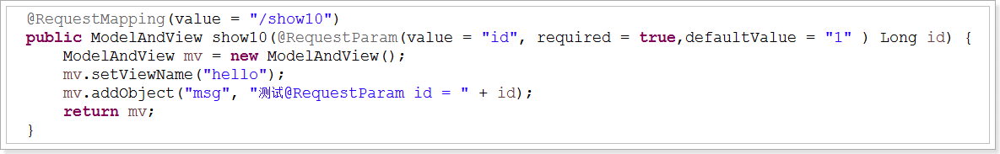 @RequestMapping(value = "/show10")
public ModelAndView show10(@RequestParam(value = "id", required = true,defaultValue = "1" ) Long id) {
    ModelAndView mv = new ModelAndView();
    mv.setViewName("hello");
    mv.addObject("msg", "测试@RequestParam id = " + id);
    return mv;
}